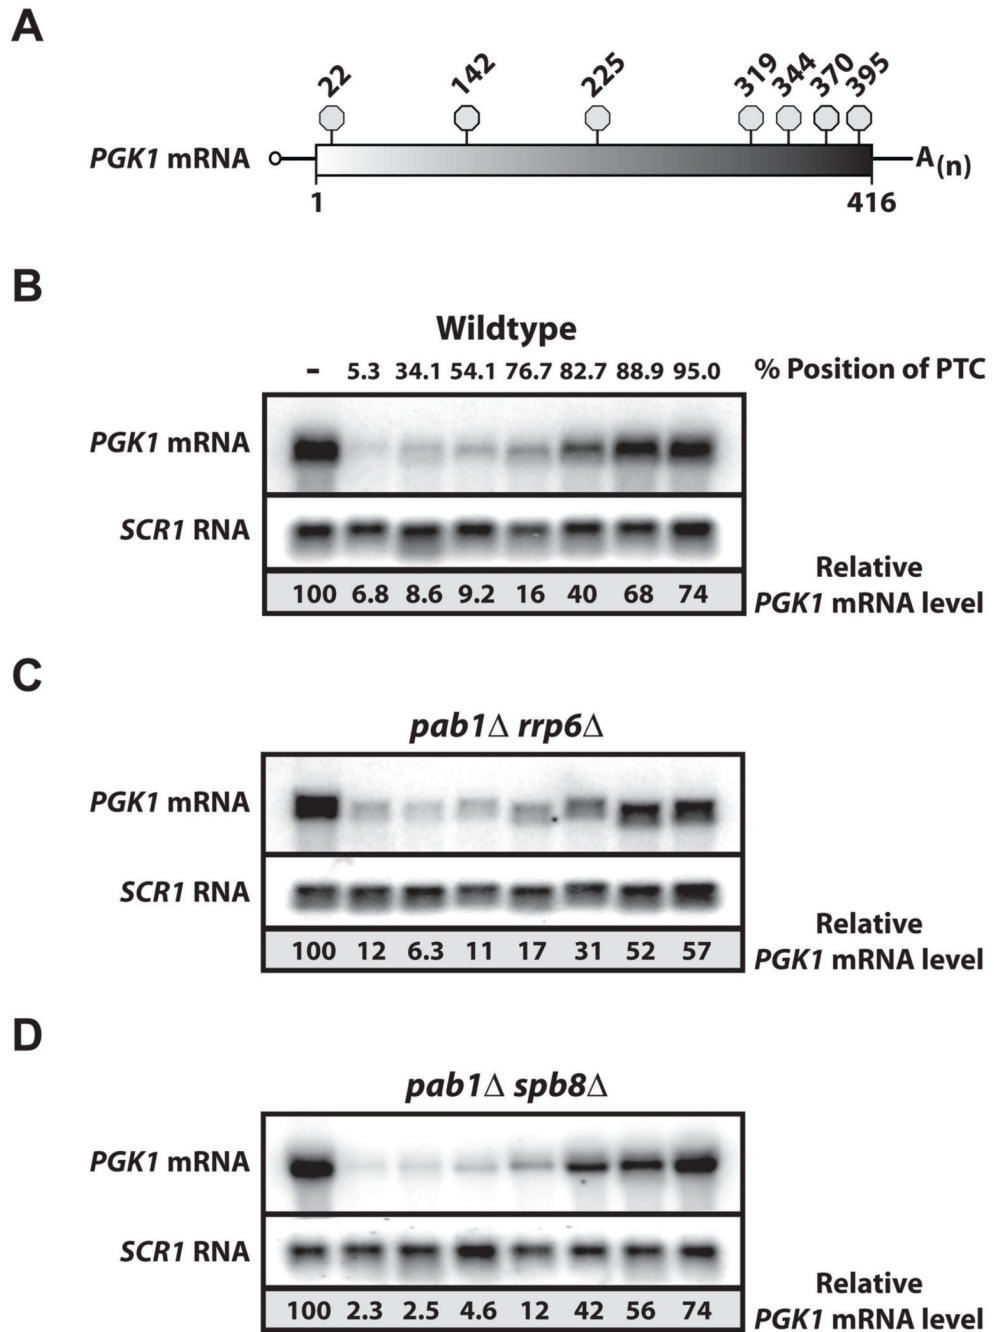 A
22 142 225 319 344 370 395
PGK1 mRNA A(n)
1 416
B
Wildtype
- 5.3 34.1 54.1 76.7 82.7 88.9 95.0 % Position of PTC
PGK1 mRNA
SCR1 RNA
Relative
100 6.8 8.6 9.2 16 40 68 74 PGK1 mRNA level
C
pab1Δ rrp6Δ
PGK1 mRNA
SCR1 RNA
Relative
100 12 6.3 11 17 31 52 57 PGK1 mRNA level
D
pab1Δ spb8Δ
PGK1 mRNA
SCR1 RNA
Relative
100 2.3 2.5 4.6 12 42 56 74 PGK1 mRNA level